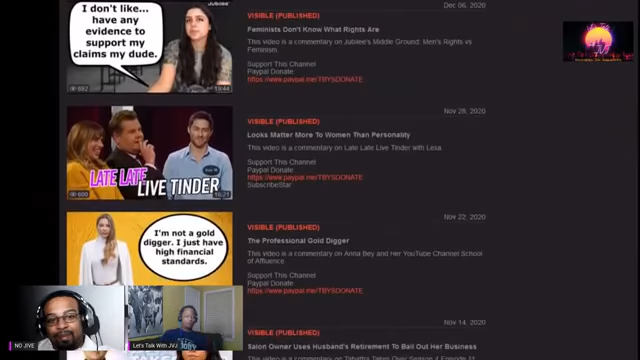 Dec 06, 2020
I don't like...
have any
evidence to
support my
claims my dude.
Jubilee
692
19:44
VISIBLE (PUBLISHED)
Feminists Don't Know What Rights Are
This video is a commentary on Jubilee's Middle Ground: Men's Rights vs
Feminism.
Support This Channel
Paypal Donate
https://www.paypal.me/TBYSDONATE
Nov 28, 2020
LATE LATE
LIVE TINDER
600
16:21
VISIBLE (PUBLISHED)
Looks Matter More To Women Than Personality
This video is a commentary on Late Late Live Tinder with Lesa.
Support This Channel
Paypal Donate
https://www.paypal.me/TBYSDONATE
SubscribeStar
Nov 22, 2020
I'm not a gold
digger. I just have
high financial
standards.
VISIBLE (PUBLISHED)
The Professional Gold Digger
This video is a commentary on Anna Bey and Her YouTube Channel School
of Affluence
Support This Channel
Paypal Donate
https://www.paypal.me/TBYSDONATE
Nov 14, 2020
VISIBLE (PUBLISHED)
Salon Owner Uses Husband's Retirement To Bail Out Her Business
NO JIVE
Let's Talk With JVJ